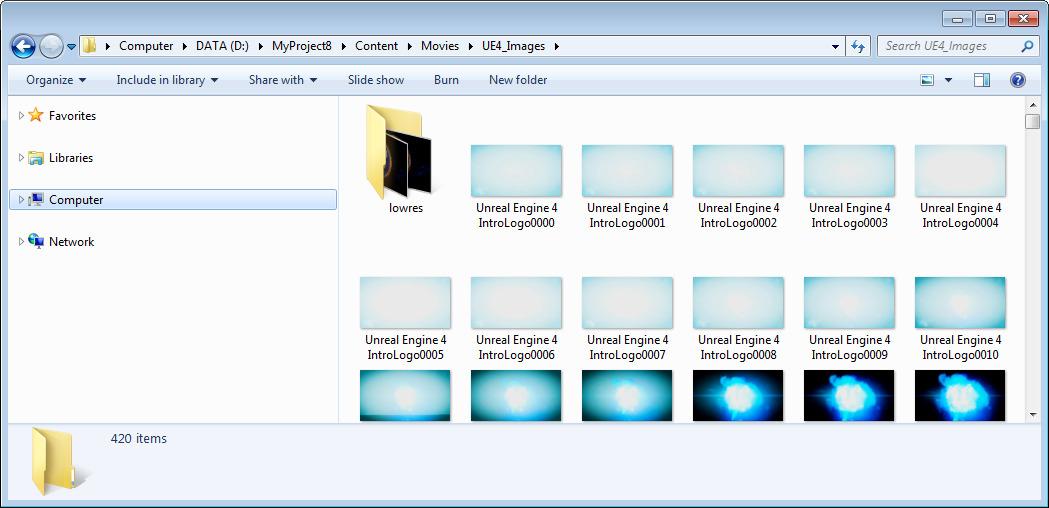 Computer DATA (D:) MyProject8 Content Movies UE4_Images
Search UE4_Images
Organize Include in library Share with Slide show Burn New folder
Favorites
Libraries
Computer
Network
lowres
Unreal Engine 4
IntroLogo0000
Unreal Engine 4
IntroLogo0001
Unreal Engine 4
IntroLogo0002
Unreal Engine 4
IntroLogo0003
Unreal Engine 4
IntroLogo0004
Unreal Engine 4
IntroLogo0005
Unreal Engine 4
IntroLogo0006
Unreal Engine 4
IntroLogo0007
Unreal Engine 4
IntroLogo0008
Unreal Engine 4
IntroLogo0009
Unreal Engine 4
IntroLogo0010
420 items